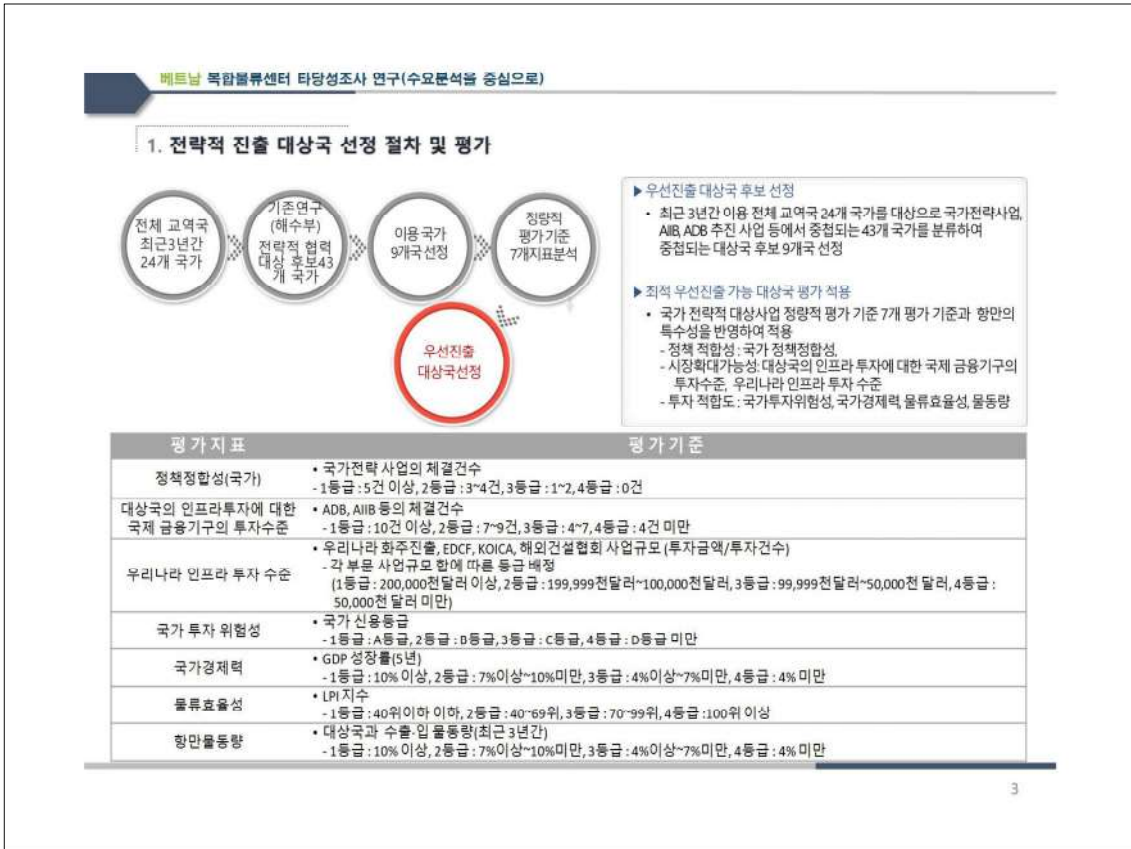 베트남 복합물류센터 타당성조사 연구(수요분석을 중심으로)
1. 전략적 진출 대상국 선정 절차 및 평가
전체 교역국
최근3년간
24개 국가
기존연구
(해수부)
전략적 협력
대상 후보43
개 국가
이용국가
9개국선정
정량적
평가기준
7개지표분석
우선진출
대상국선정
▶우선진출 대상국 후보 선정
• 최근 3년간 이용 전체 교역국 24개 국가를 대상으로 국가전략사업,
AIIB, ADB 추진 사업 등에서 중첩되는 43개 국가를 분류하여
중첩되는 대상국 후보 9개국 선정
▶최적 우선진출 가능 대상국 평가 적용
• 국가 전략적 대상사업 정량적 평가 기준 7개 평가 기준과 항만의
특수성을 반영하여 적용
- 정책 적합성 : 국가 정책정합성,
- 시장확대가능성: 대상국의 인프라 투자에 대한 국제 금융기구의
투자수준, 우리나라 인프라 투자 수준
- 투자 적합도 : 국가투자위험성, 국가경제력, 물류효율성, 물동량
평가지표
평가기준
정책정합성(국가)
• 국가전략 사업의 체결건수
- 1등급 : 5건 이상, 2등급 : 3~4건, 3등급 : 1~2, 4등급 : 0건
대상국의 인프라투자에 대한
국제 금융기구의 투자수준
• ADB, AIIB 등의 체결건수
- 1등급 : 10건 이상, 2등급 : 7~9건, 3등급 : 4~7, 4등급 : 4건 미만
우리나라 인프라 투자 수준
• 우리나라 화주진출, EDCF, KOICA, 해외건설협회 사업규모 (투자금액/투자건수)
- 각 부문 사업규모 합에 따른 등급 배정
(1등급 : 200,000천달러 이상, 2등급 : 199,999천달러~100,000천달러, 3등급 : 99,999천달러~50,000천 달러, 4등급 :
50,000천 달러 미만)
국가 투자 위험성
• 국가 신용등급
- 1등급 : A등급, 2등급 : B등급, 3등급 : C등급, 4등급 : D등급 미만
국가경제력
• GDP 성장률(5년)
- 1등급 : 10% 이상, 2등급 : 7%이상~10%미만, 3등급 : 4%이상~7%미만, 4등급 : 4% 미만
물류효율성
• LPI 지수
- 1등급 : 40위이하 이하, 2등급 : 40~69위, 3등급 : 70~99위, 4등급 :100위 이상
항만물동량
• 대상국과 수출·입 물동량(최근 3년간)
- 1등급 : 10% 이상, 2등급 : 7%이상~10%미만, 3등급 : 4%이상~7%미만, 4등급 : 4% 미만
3